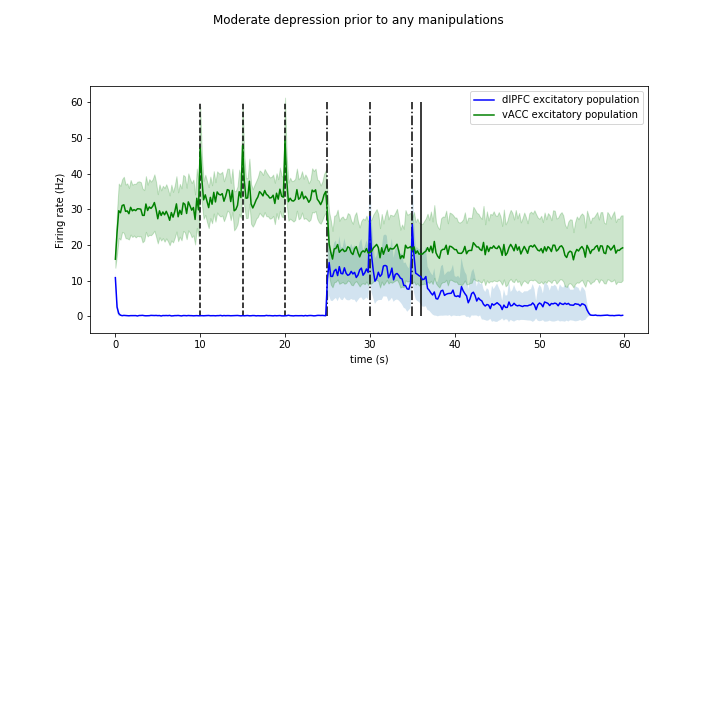 Moderate depression prior to any manipulations
dlPFC excitatory population
vACC excitatory population
Firing rate (Hz)
60
50
40
30
20
10
0
0 10 20 30 40 50 60
time (s)